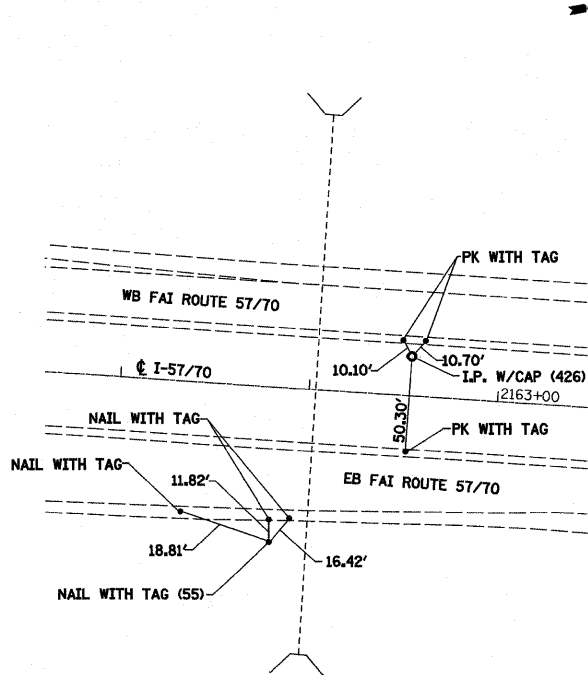 PK WITH TAG
WB FAI ROUTE 57/70
10.10'
10.70'
℄ I-57/70
I.P. W/CAP (426)
2163+00
50.30'
NAIL WITH TAG
PK WITH TAG
NAIL WITH TAG
11.82'
EB FAI ROUTE 57/70
18.81'
16.42'
NAIL WITH TAG (55)